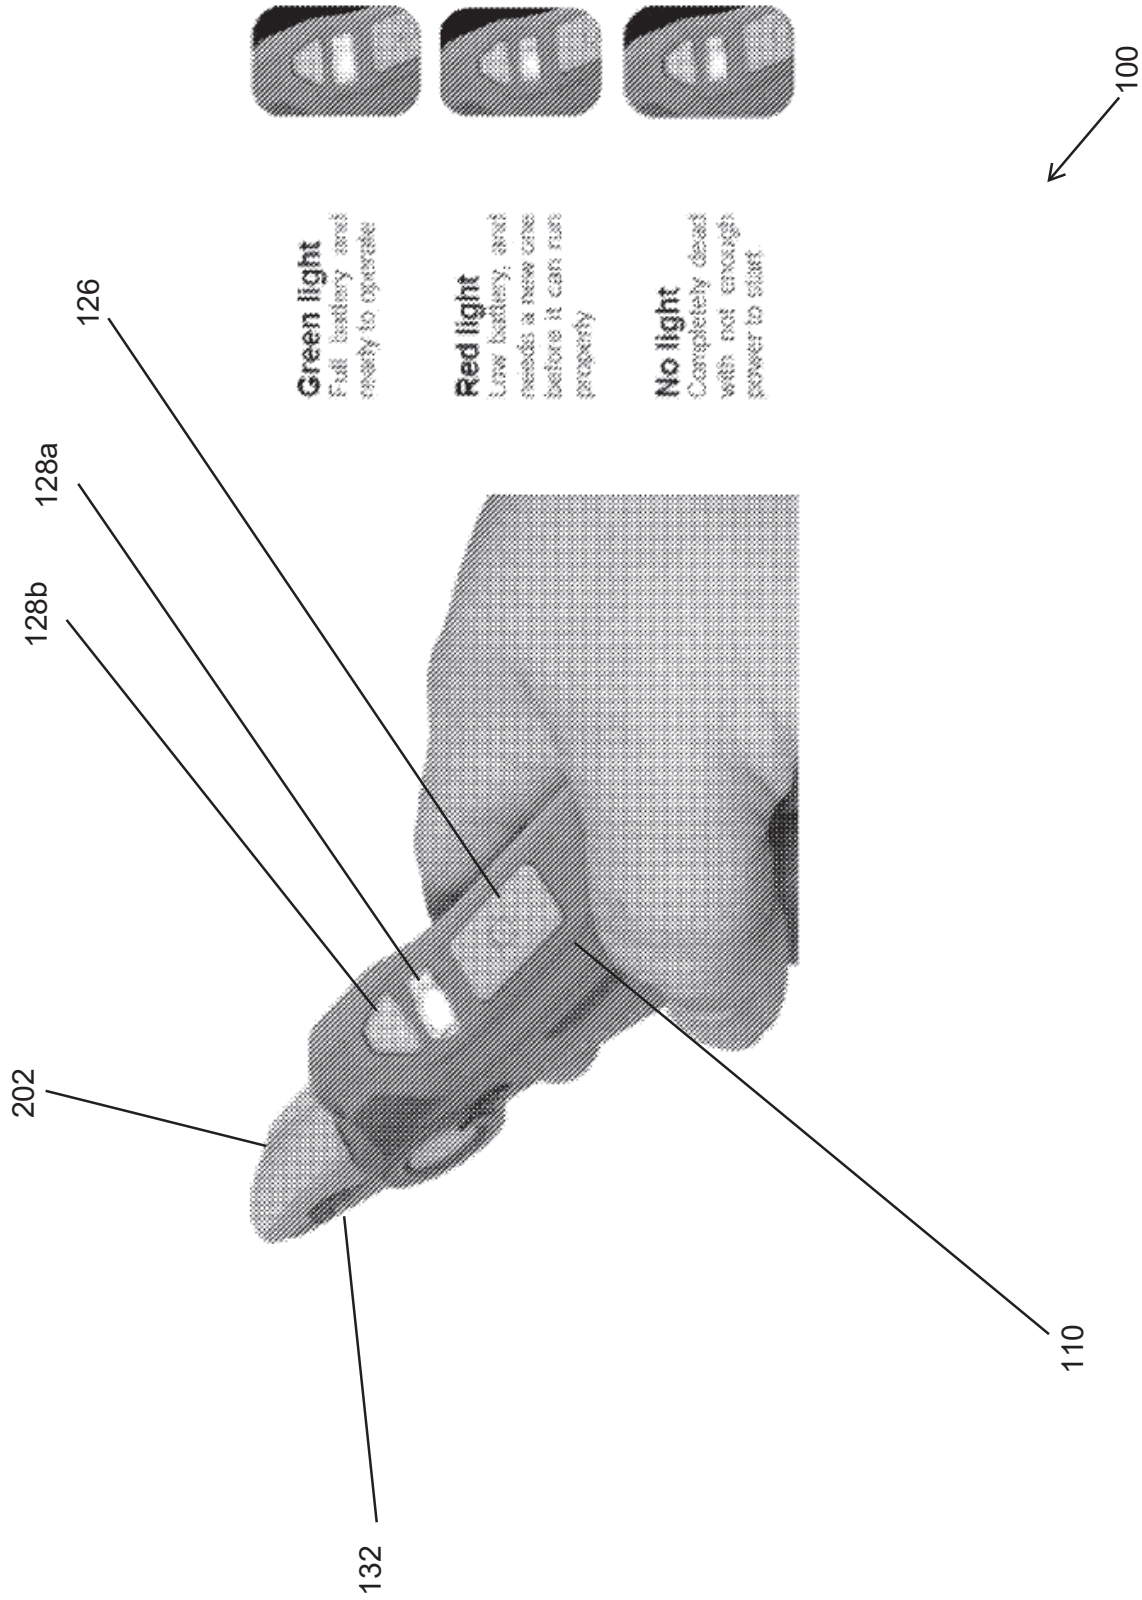 Green light
Full battery and
ready to operate
Red light
Low battery, and
needs a new one
before it can run
properly
No light
Completely dead
with not enough
power to start.
126
128a
128b
202
132
110
100